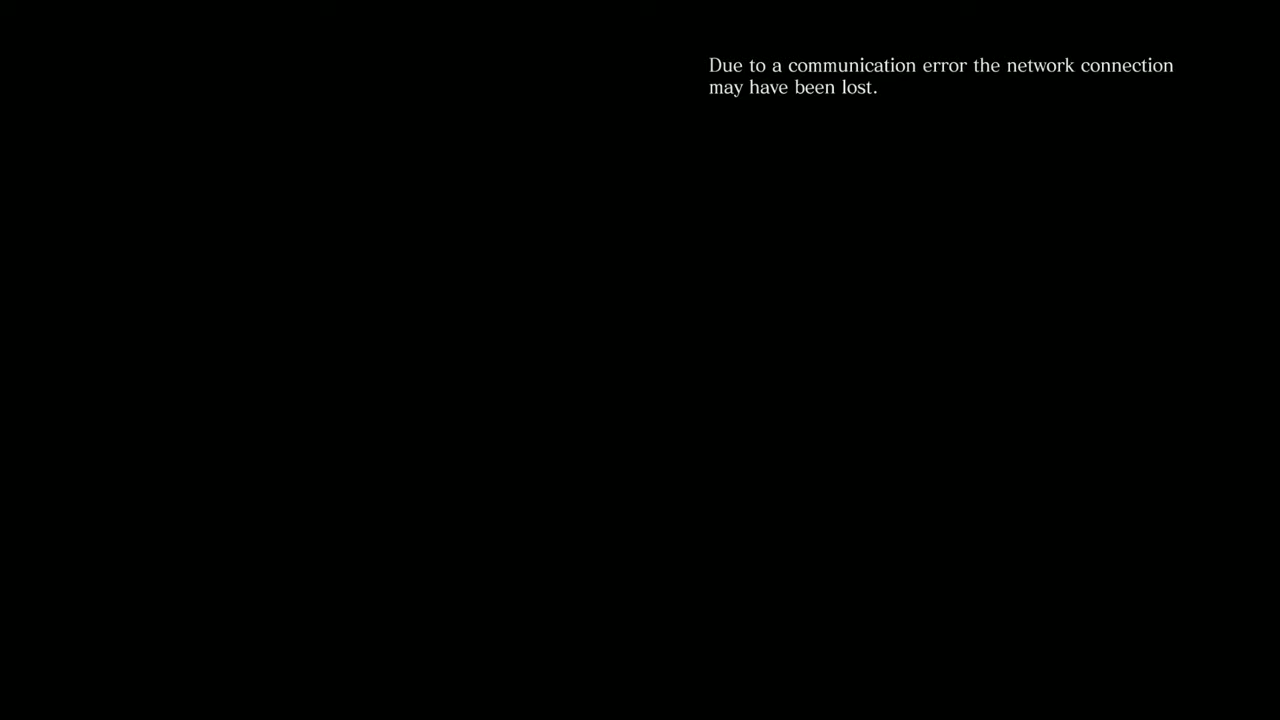 Due to a communication error the network connection
may have been lost.